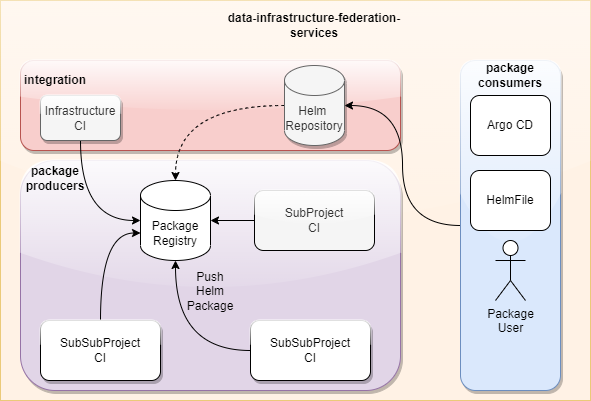 data-infrastructure-federation-
services
integration
Infrastructure
CI
Helm
Repository
package
consumers
Argo CD
HelmFile
Package
User
package
producers
Package
Registry
SubProject
CI
Push
Helm
Package
SubSubProject
CI
SubSubProject
CI